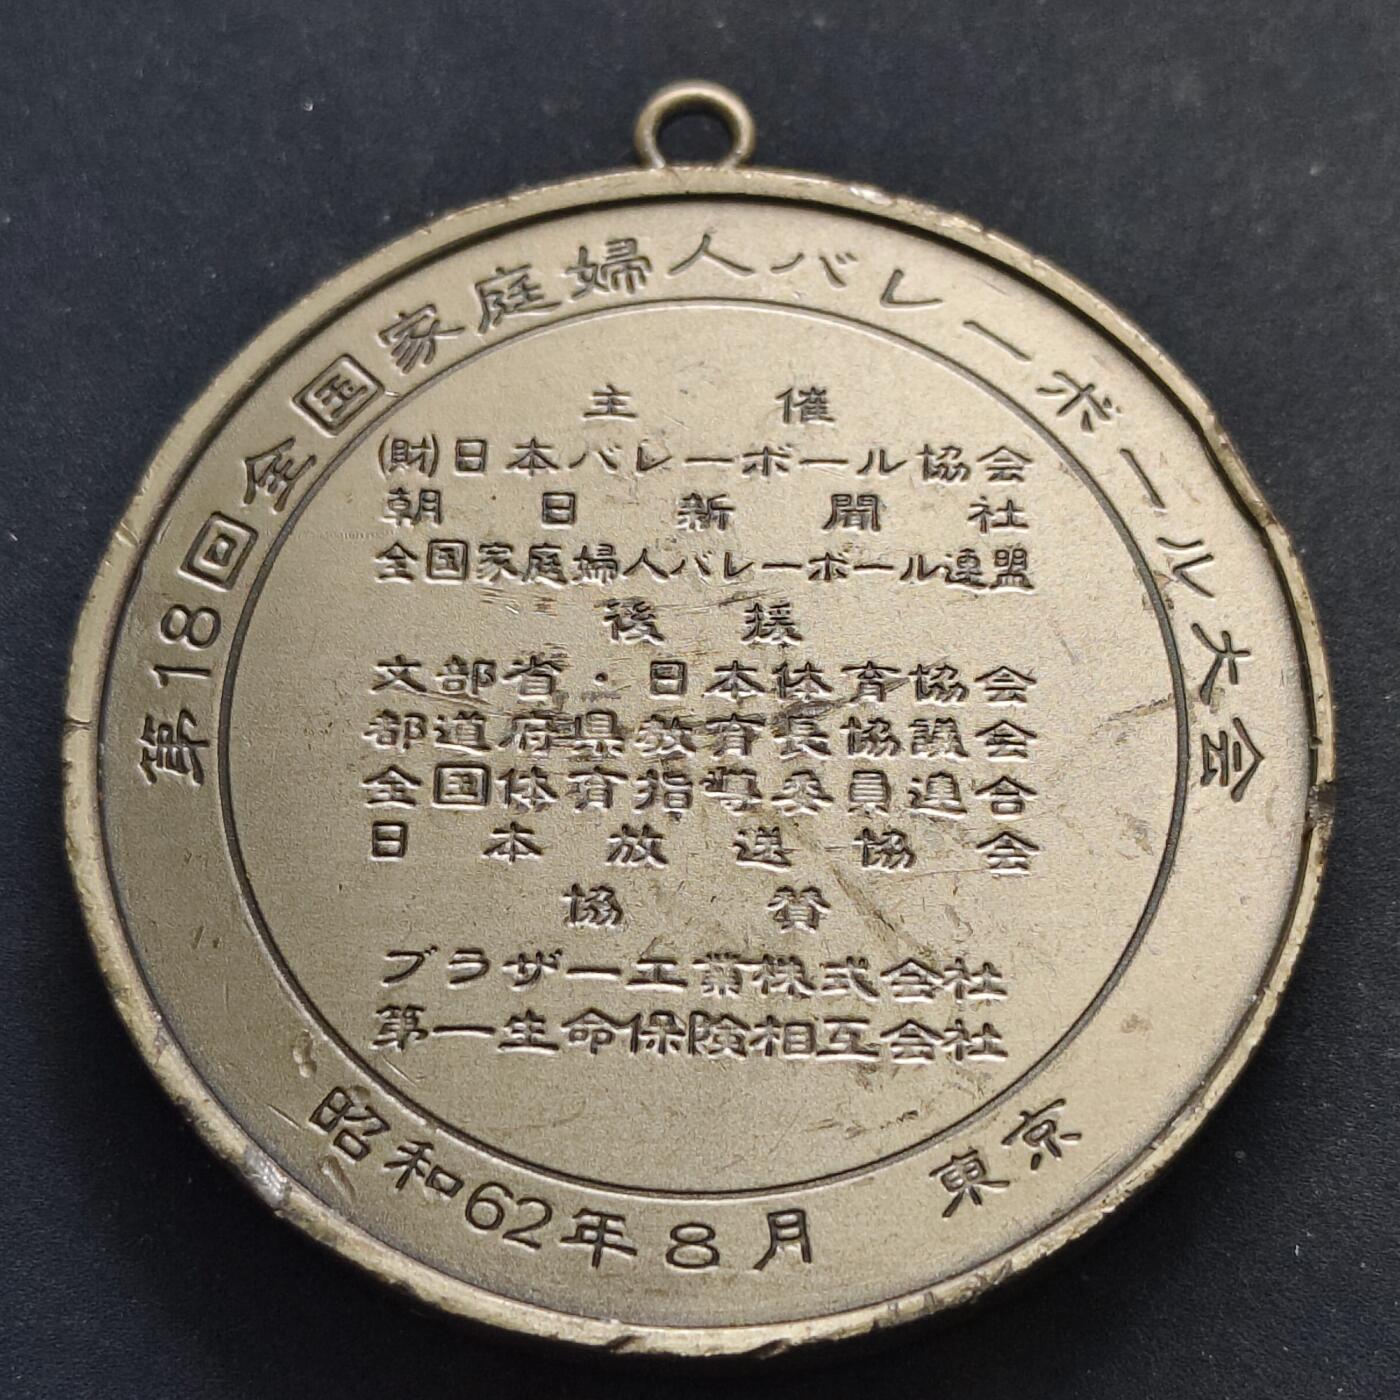 第18回全国家庭婦人バレーボール大会
主催
(財)日本バレーボール協会
朝日新聞社
全国家庭婦人バレーボール連盟
後援
文部省・日本体育協会
都道府県教育長協議会
全国体育指導委員連合
日本放送協会
協賛
ブラザー工業株式会社
第一生命保険相互会社
昭和62年8月 東京